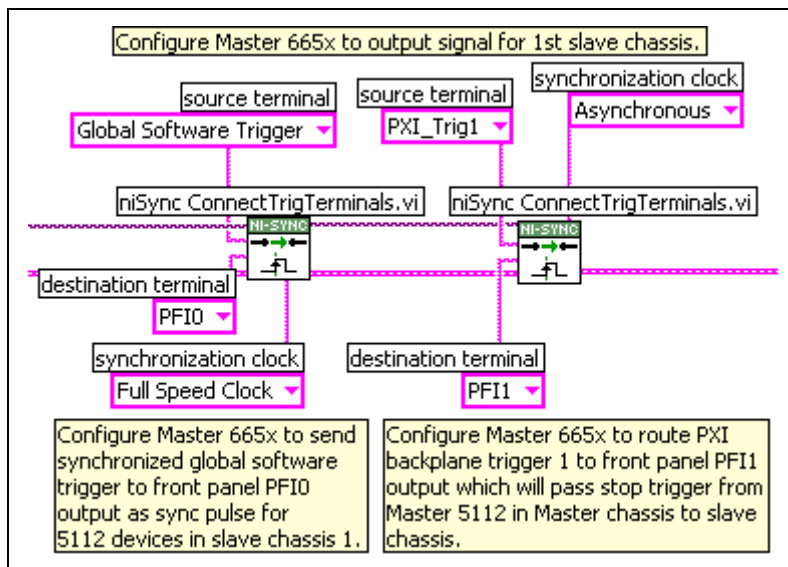 Configure Master 665x to output signal for 1st slave chassis.
synchronization clock
source terminal
source terminal
Asynchronous
Global Software Trigger
PXI_Trig1
niSync ConnectTrigTerminals.vi
niSync ConnectTrigTerminals.vi
NI-SYNC
NI-SYNC
destination terminal
PFI0
synchronization clock
destination terminal
Full Speed Clock
PFI1
Configure Master 665x to send
synchronized global software
trigger to front panel PFI0
output as sync pulse for
5112 devices in slave chassis 1.
Configure Master 665x to route PXI
backplane trigger 1 to front panel PFI1
output which will pass stop trigger from
Master 5112 in Master chassis to slave
chassis.